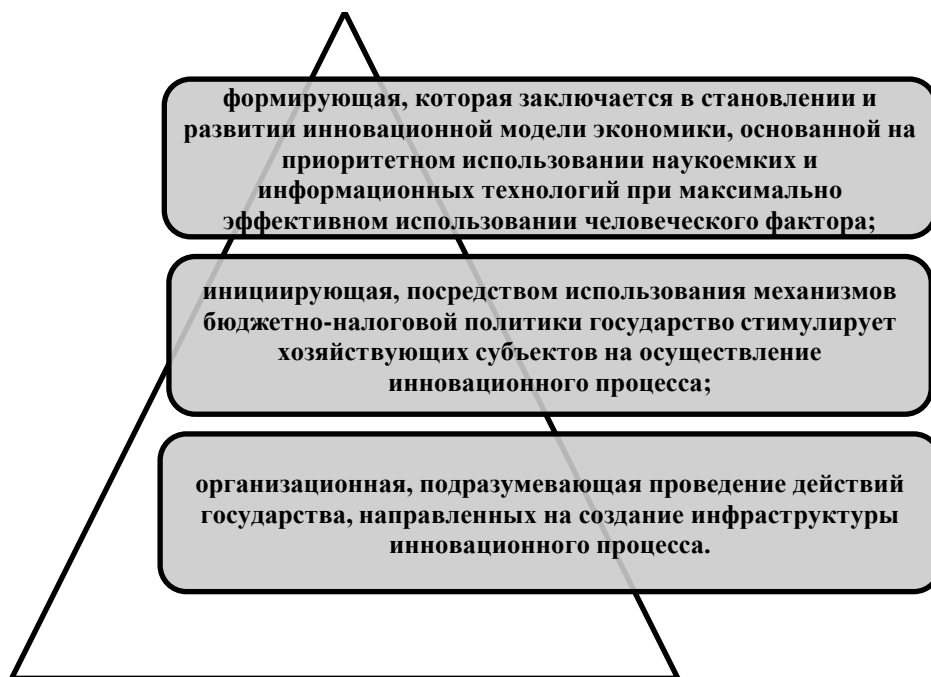 формирующая, которая заключается в становлении и
развитии инновационной модели экономики, основанной на
приоритетном использовании наукоемких и
информационных технологий при максимально
эффективном использовании человеческого фактора;
инициирующая, посредством использования механизмов
бюджетно-налоговой политики государство стимулирует
хозяйствующих субъектов на осуществление
инновационного процесса;
организационная, подразумевающая проведение действий
государства, направленных на создание инфраструктуры
инновационного процесса.